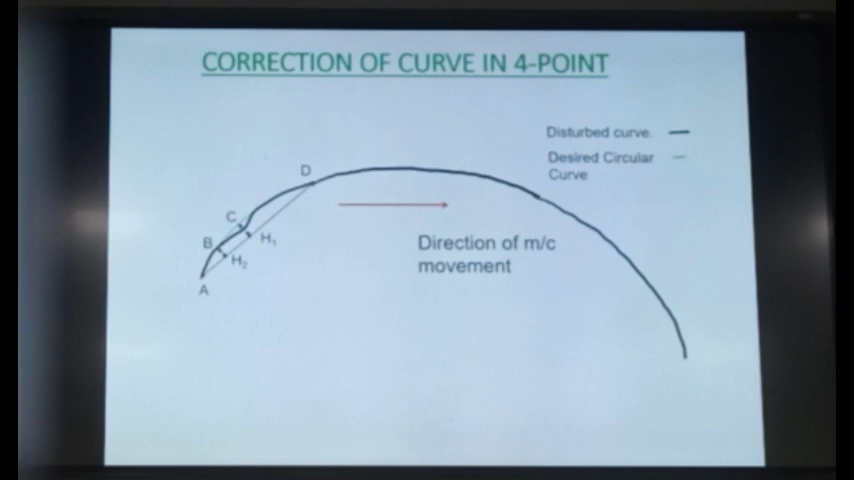 CORRECTION OF CURVE IN 4-POINT
Disturbed curve.
Desired Circular
Curve
D
C
B
H₁
H₂
A
Direction of m/c
movement